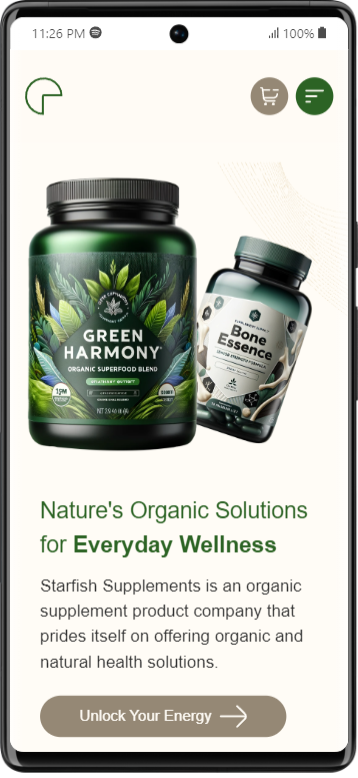 11:26 PM
100%
GREEN
HARMONY
ORGANIC SUPERFOOD BLEND
Bone
Essence
Nature's Organic Solutions
for Everyday Wellness
Starfish Supplements is an organic
supplement product company that
prides itself on offering organic and
natural health solutions.
Unlock Your Energy